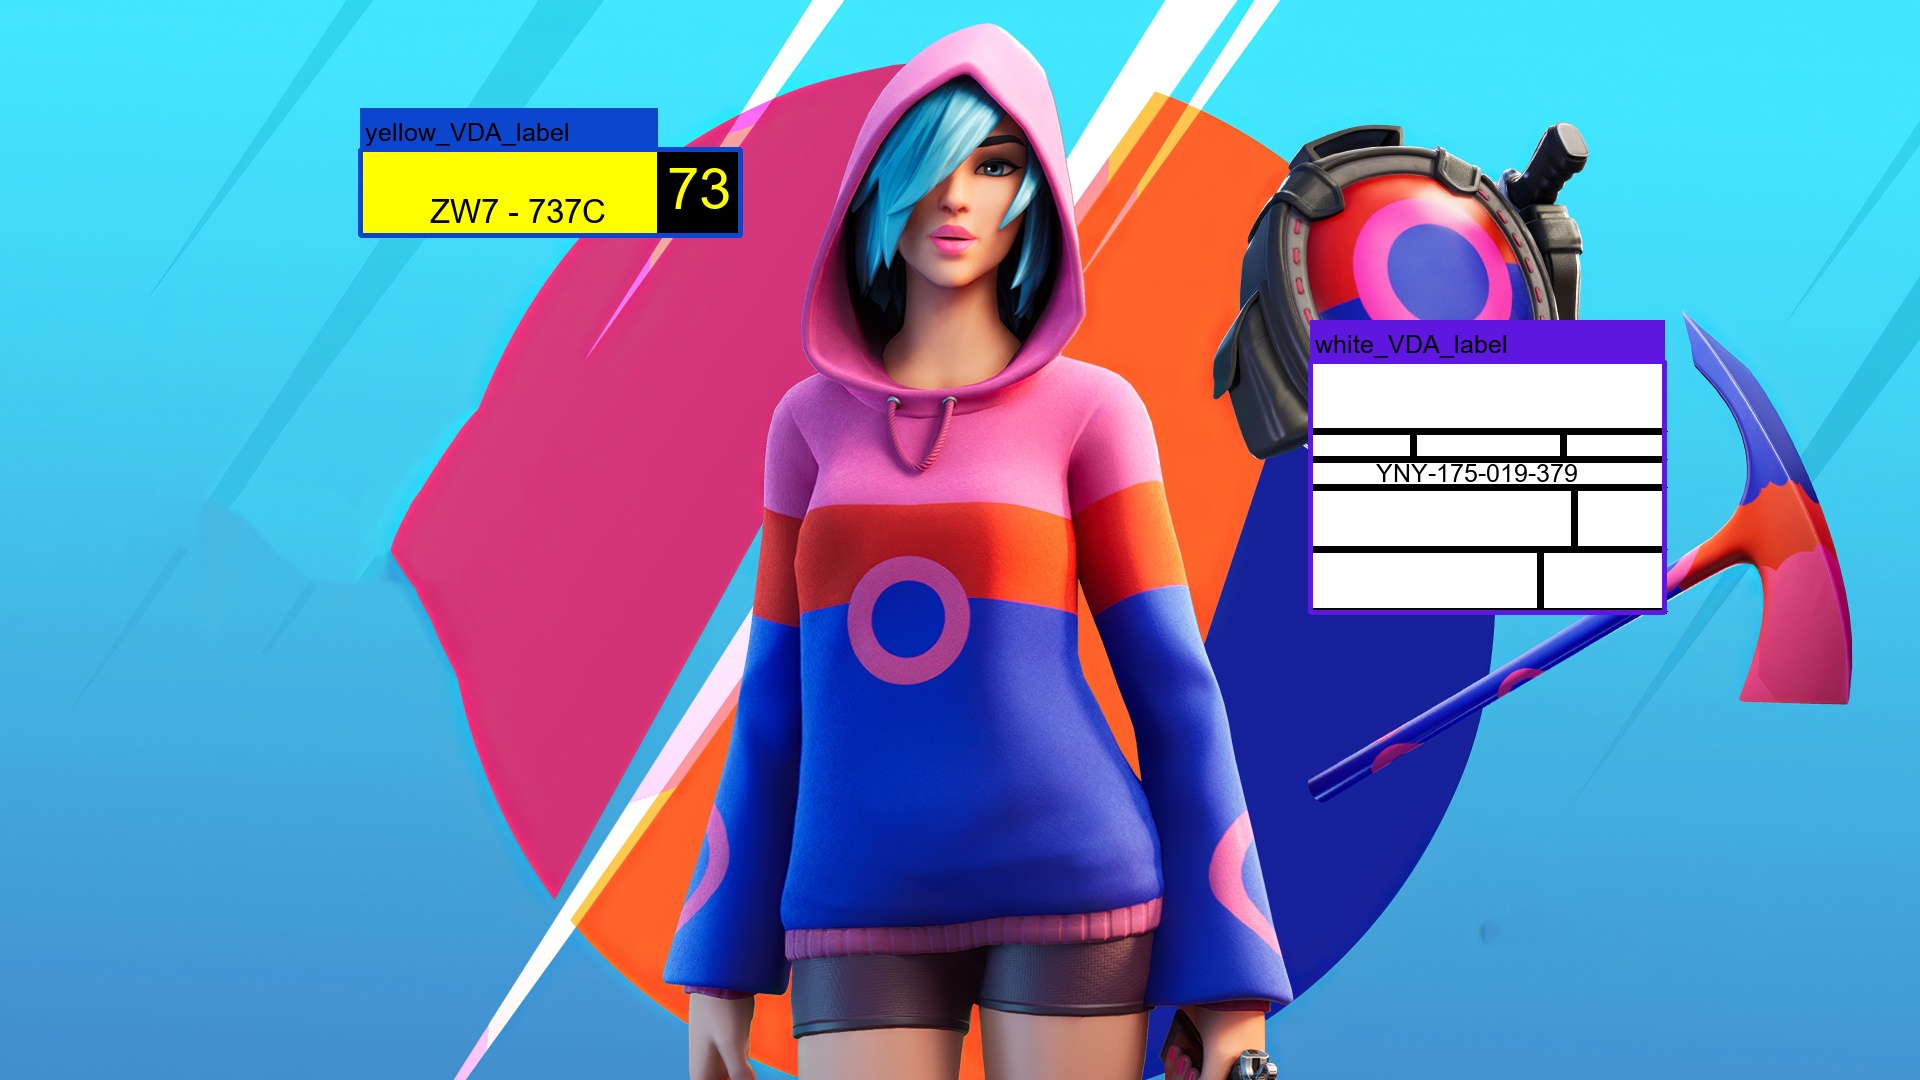 yellow_VDA_label
ZW7 - 737C
73
white_VDA_label
YNY-175-019-379